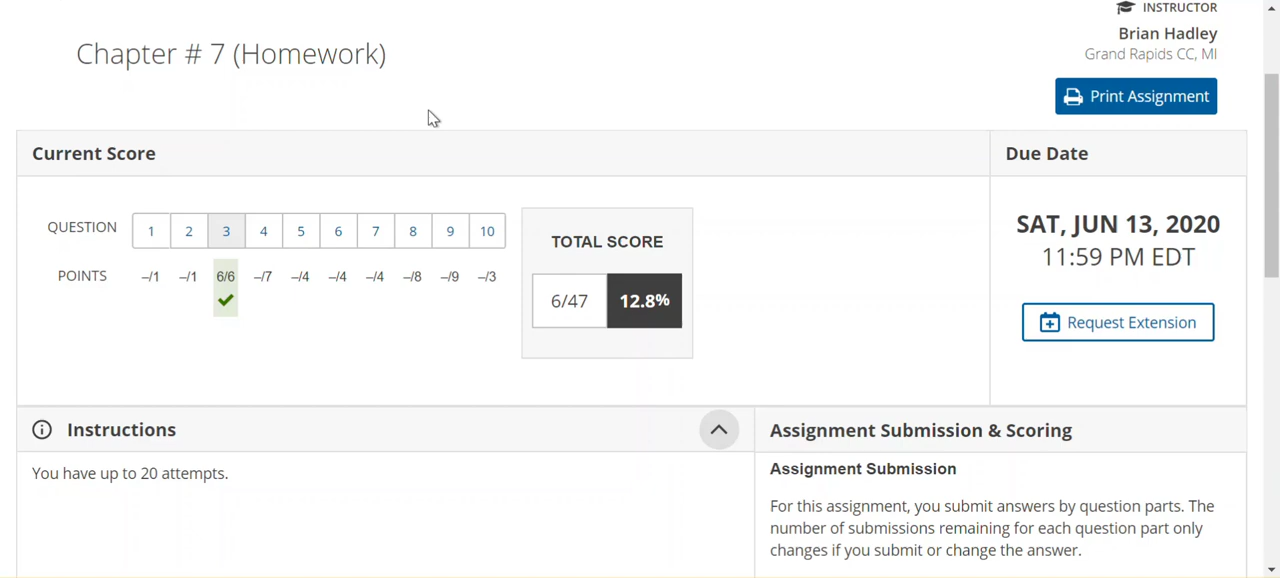 INSTRUCTOR
Brian Hadley
Grand Rapids CC, MI
Chapter # 7 (Homework)
Print Assignment
Current Score
Due Date
QUESTION 1 2 3 4 5 6 7 8 9 10
POINTS –/1 –/1 6/6 –/7 –/4 –/4 –/4 –/8 –/9 –/3
TOTAL SCORE
6/47 12.8%
SAT, JUN 13, 2020
11:59 PM EDT
Request Extension
Instructions
You have up to 20 attempts.
Assignment Submission & Scoring
Assignment Submission
For this assignment, you submit answers by question parts. The
number of submissions remaining for each question part only
changes if you submit or change the answer.